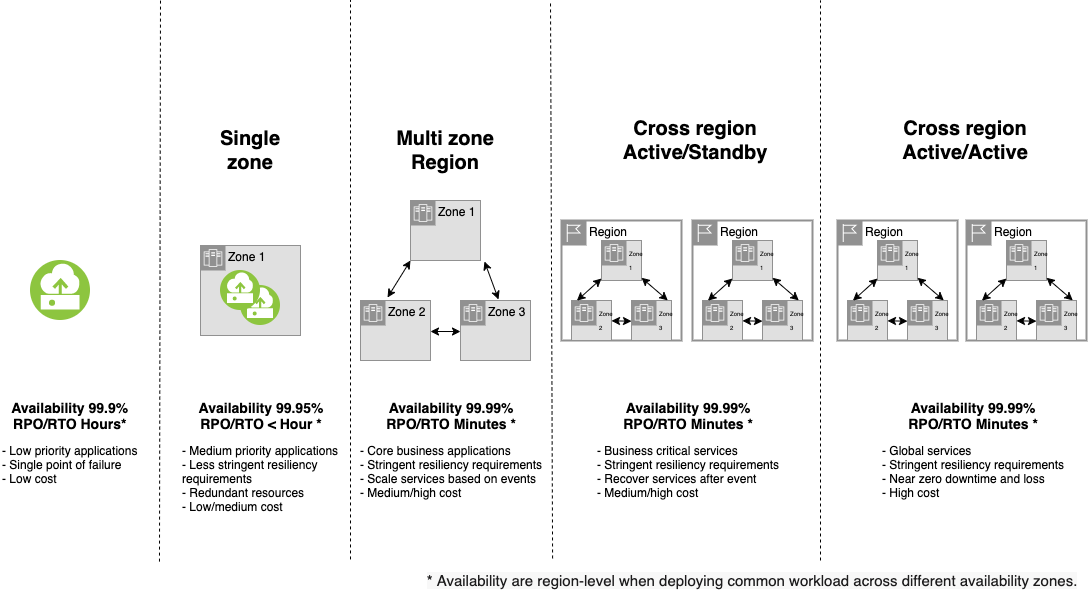 Single
zone
Multi zone
Region
Cross region
Active/Standby
Cross region
Active/Active
Zone 1
Zone 1
Zone 2
Zone 3
Region
Zone
1
Zone
2
Zone
3
Region
Zone
1
Zone
2
Zone
3
Region
Zone
1
Zone
2
Zone
3
Region
Zone
1
Zone
2
Zone
3
Availability 99.9%
RPO/RTO Hours*
- Low priority applications
- Single point of failure
- Low cost
Availability 99.95%
RPO/RTO < Hour *
- Medium priority applications
- Less stringent resiliency
requirements
- Redundant resources
- Low/medium cost
Availability 99.99%
RPO/RTO Minutes *
- Core business applications
- Stringent resiliency requirements
- Scale services based on events
- Medium/high cost
Availability 99.99%
RPO/RTO Minutes *
- Business critical services
- Stringent resiliency requirements
- Recover services after event
- Medium/high cost
Availability 99.99%
RPO/RTO Minutes *
- Global services
- Stringent resiliency requirements
- Near zero downtime and loss
- High cost
* Availability are region-level when deploying common workload across different availability zones.